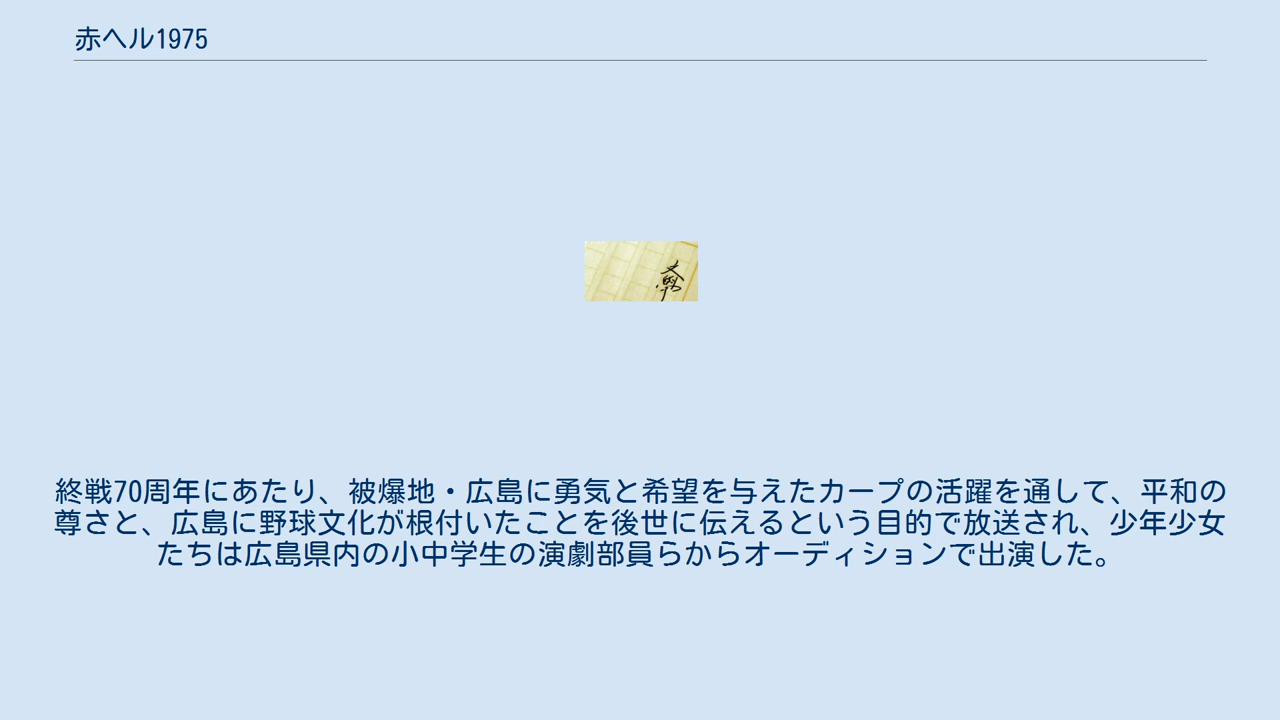 赤ヘル1975
終戦70周年にあたり、被爆地・広島に勇気と希望を与えたカープの活躍を通して、平和の
尊さと、広島に野球文化が根付いたことを後世に伝えるという目的で放送され、少年少女
たちは広島県内の小中学生の演劇部員らからオーディションで出演した。